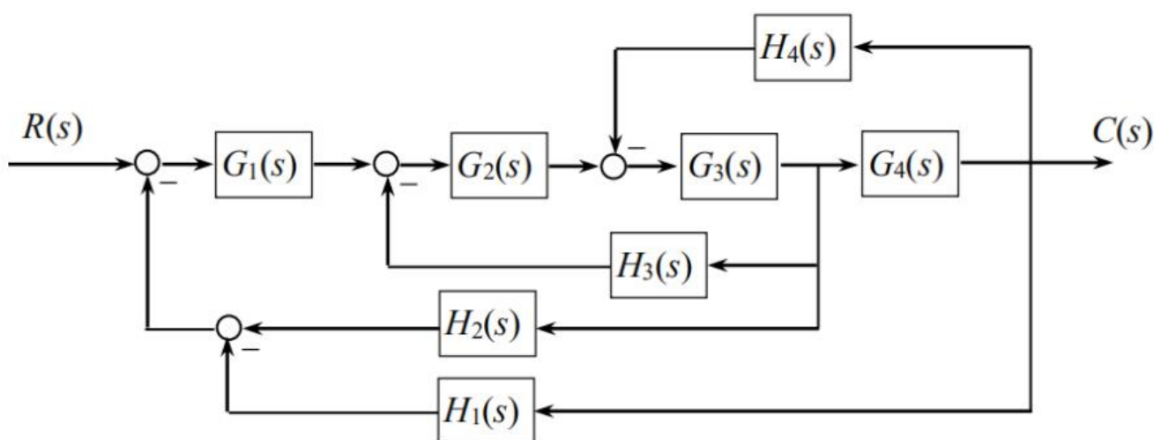 H₄(s)
R(s)
C(s)
−
G₁(s)
−
G₂(s)
−
G₃(s)
G₄(s)
H₃(s)
H₂(s)
−
H₁(s)